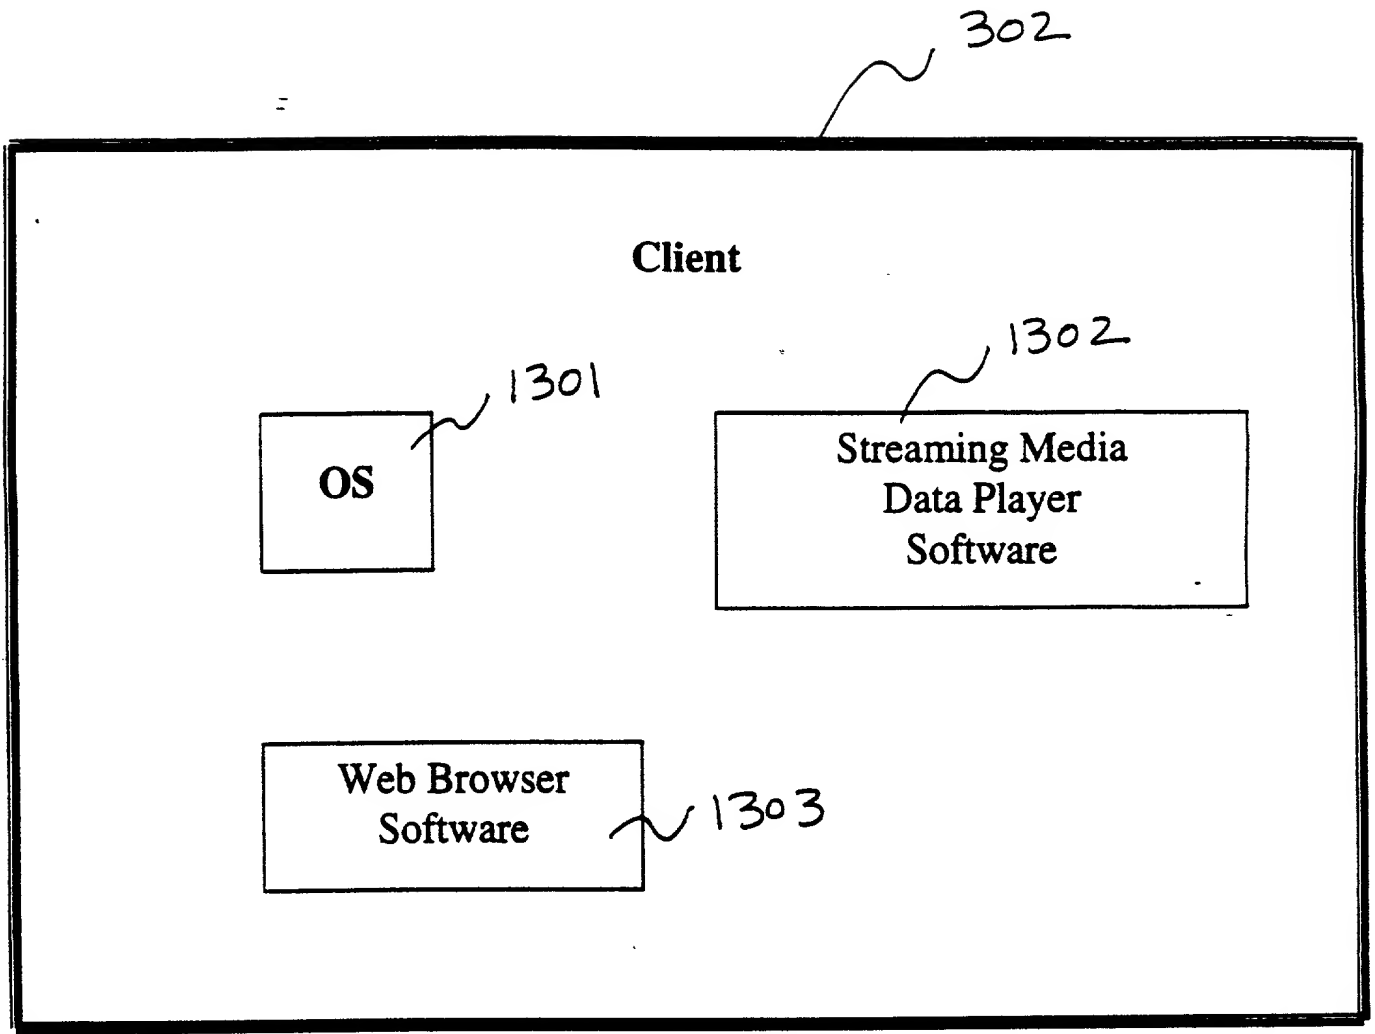 302
Client
1302
1301
Streaming Media
Data Player
Software
OS
Web Browser
Software
1303